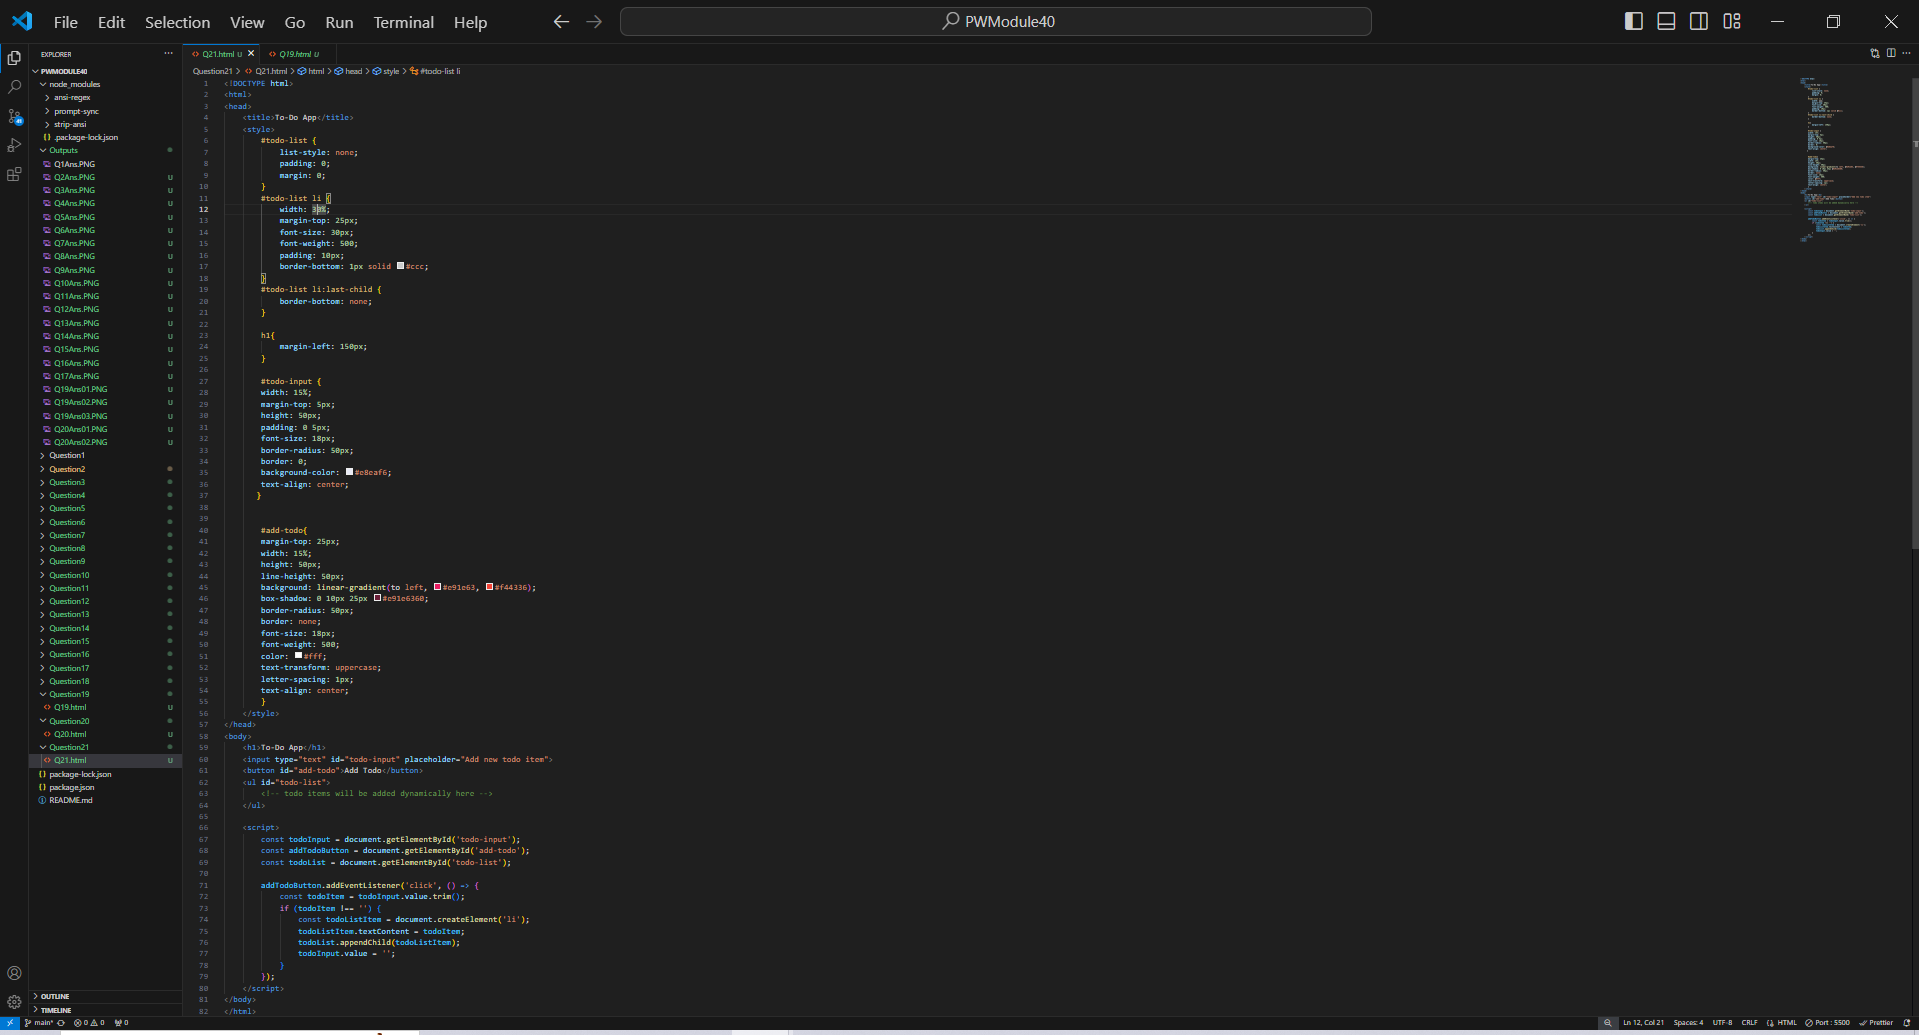 File Edit Selection View Go Run Terminal Help
PWModule40
EXPLORER
PWMODULE40
node_modules
ansi-regex
prompt-sync
strip-ansi
{} .package-lock.json
Outputs
Q1Ans.PNG
Q2Ans.PNG U
Q3Ans.PNG U
Q4Ans.PNG U
Q5Ans.PNG U
Q6Ans.PNG U
Q7Ans.PNG U
Q8Ans.PNG U
Q9Ans.PNG U
Q10Ans.PNG U
Q11Ans.PNG U
Q12Ans.PNG U
Q13Ans.PNG U
Q14Ans.PNG U
Q15Ans.PNG U
Q16Ans.PNG U
Q17Ans.PNG U
Q19Ans01.PNG U
Q19Ans02.PNG U
Q19Ans03.PNG U
Q20Ans01.PNG U
Q20Ans02.PNG U
Question1
Question2
Question3
Question4
Question5
Question6
Question7
Question8
Question9
Question10
Question11
Question12
Question13
Question14
Question15
Question16
Question17
Question18
Question19
Q19.html U
Question20
Q20.html U
Question21
Q21.html U
{} package-lock.json
{} package.json
README.md
OUTLINE
TIMELINE
Q21.html U Q19.html U
Question21 > Q21.html > html > head > style > #todo-list li
1 <!DOCTYPE html>
2 <html>
3 <head>
4 <title>To-Do App</title>
5 <style>
6 #todo-list {
7 list-style: none;
8 padding: 0;
9 margin: 0;
10 }
11 #todo-list li {
12 width: 30%;
13 margin-top: 25px;
14 font-size: 30px;
15 font-weight: 500;
16 padding: 10px;
17 border-bottom: 1px solid #ccc;
18 }
19 #todo-list li:last-child {
20 border-bottom: none;
21 }
22
23 h1{
24 margin-left: 150px;
25 }
26
27 #todo-input {
28 width: 15%;
29 margin-top: 5px;
30 height: 50px;
31 padding: 0 5px;
32 font-size: 18px;
33 border-radius: 50px;
34 border: 0;
35 background-color: #e8eaf6;
36 text-align: center;
37 }
38
39
40 #add-todo{
41 margin-top: 25px;
42 width: 15%;
43 height: 50px;
44 line-height: 50px;
45 background: linear-gradient(to left, #e91e63, #f44336);
46 box-shadow: 0 10px 25px #e91e6360;
47 border-radius: 50px;
48 border: none;
49 font-size: 18px;
50 font-weight: 500;
51 color: #fff;
52 text-transform: uppercase;
53 letter-spacing: 1px;
54 text-align: center;
55 }
56 </style>
57 </head>
58 <body>
59 <h1>To-Do App</h1>
60 <input type="text" id="todo-input" placeholder="Add new todo item">
61 <button id="add-todo">Add Todo</button>
62 <ul id="todo-list">
63 <!-- todo items will be added dynamically here -->
64 </ul>
65
66 <script>
67 const todoInput = document.getElementById('todo-input');
68 const addTodoButton = document.getElementById('add-todo');
69 const todoList = document.getElementById('todo-list');
70
71 addTodoButton.addEventListener('click', () => {
72 const todoItem = todoInput.value.trim();
73 if (todoItem !== '') {
74 const todoListItem = document.createElement('li');
75 todoListItem.textContent = todoItem;
76 todoList.appendChild(todoListItem);
77 todoInput.value = '';
78 }
79 });
80 </script>
81 </body>
82 </html>
main* 0 0 0
Ln 12, Col 21 Spaces: 4 UTF-8 CRLF HTML Port : 5500 Prettier